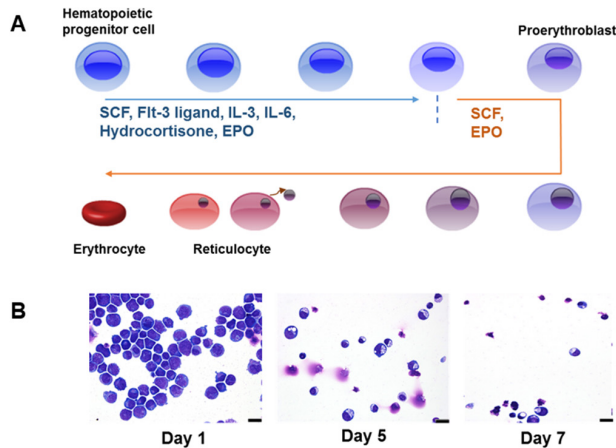 A
Hematopoietic
progenitor cell
Proerythroblast
SCF, Flt-3 ligand, IL-3, IL-6,
Hydrocortisone, EPO
SCF,
EPO
Erythrocyte
Reticulocyte
B
Day 1
Day 5
Day 7